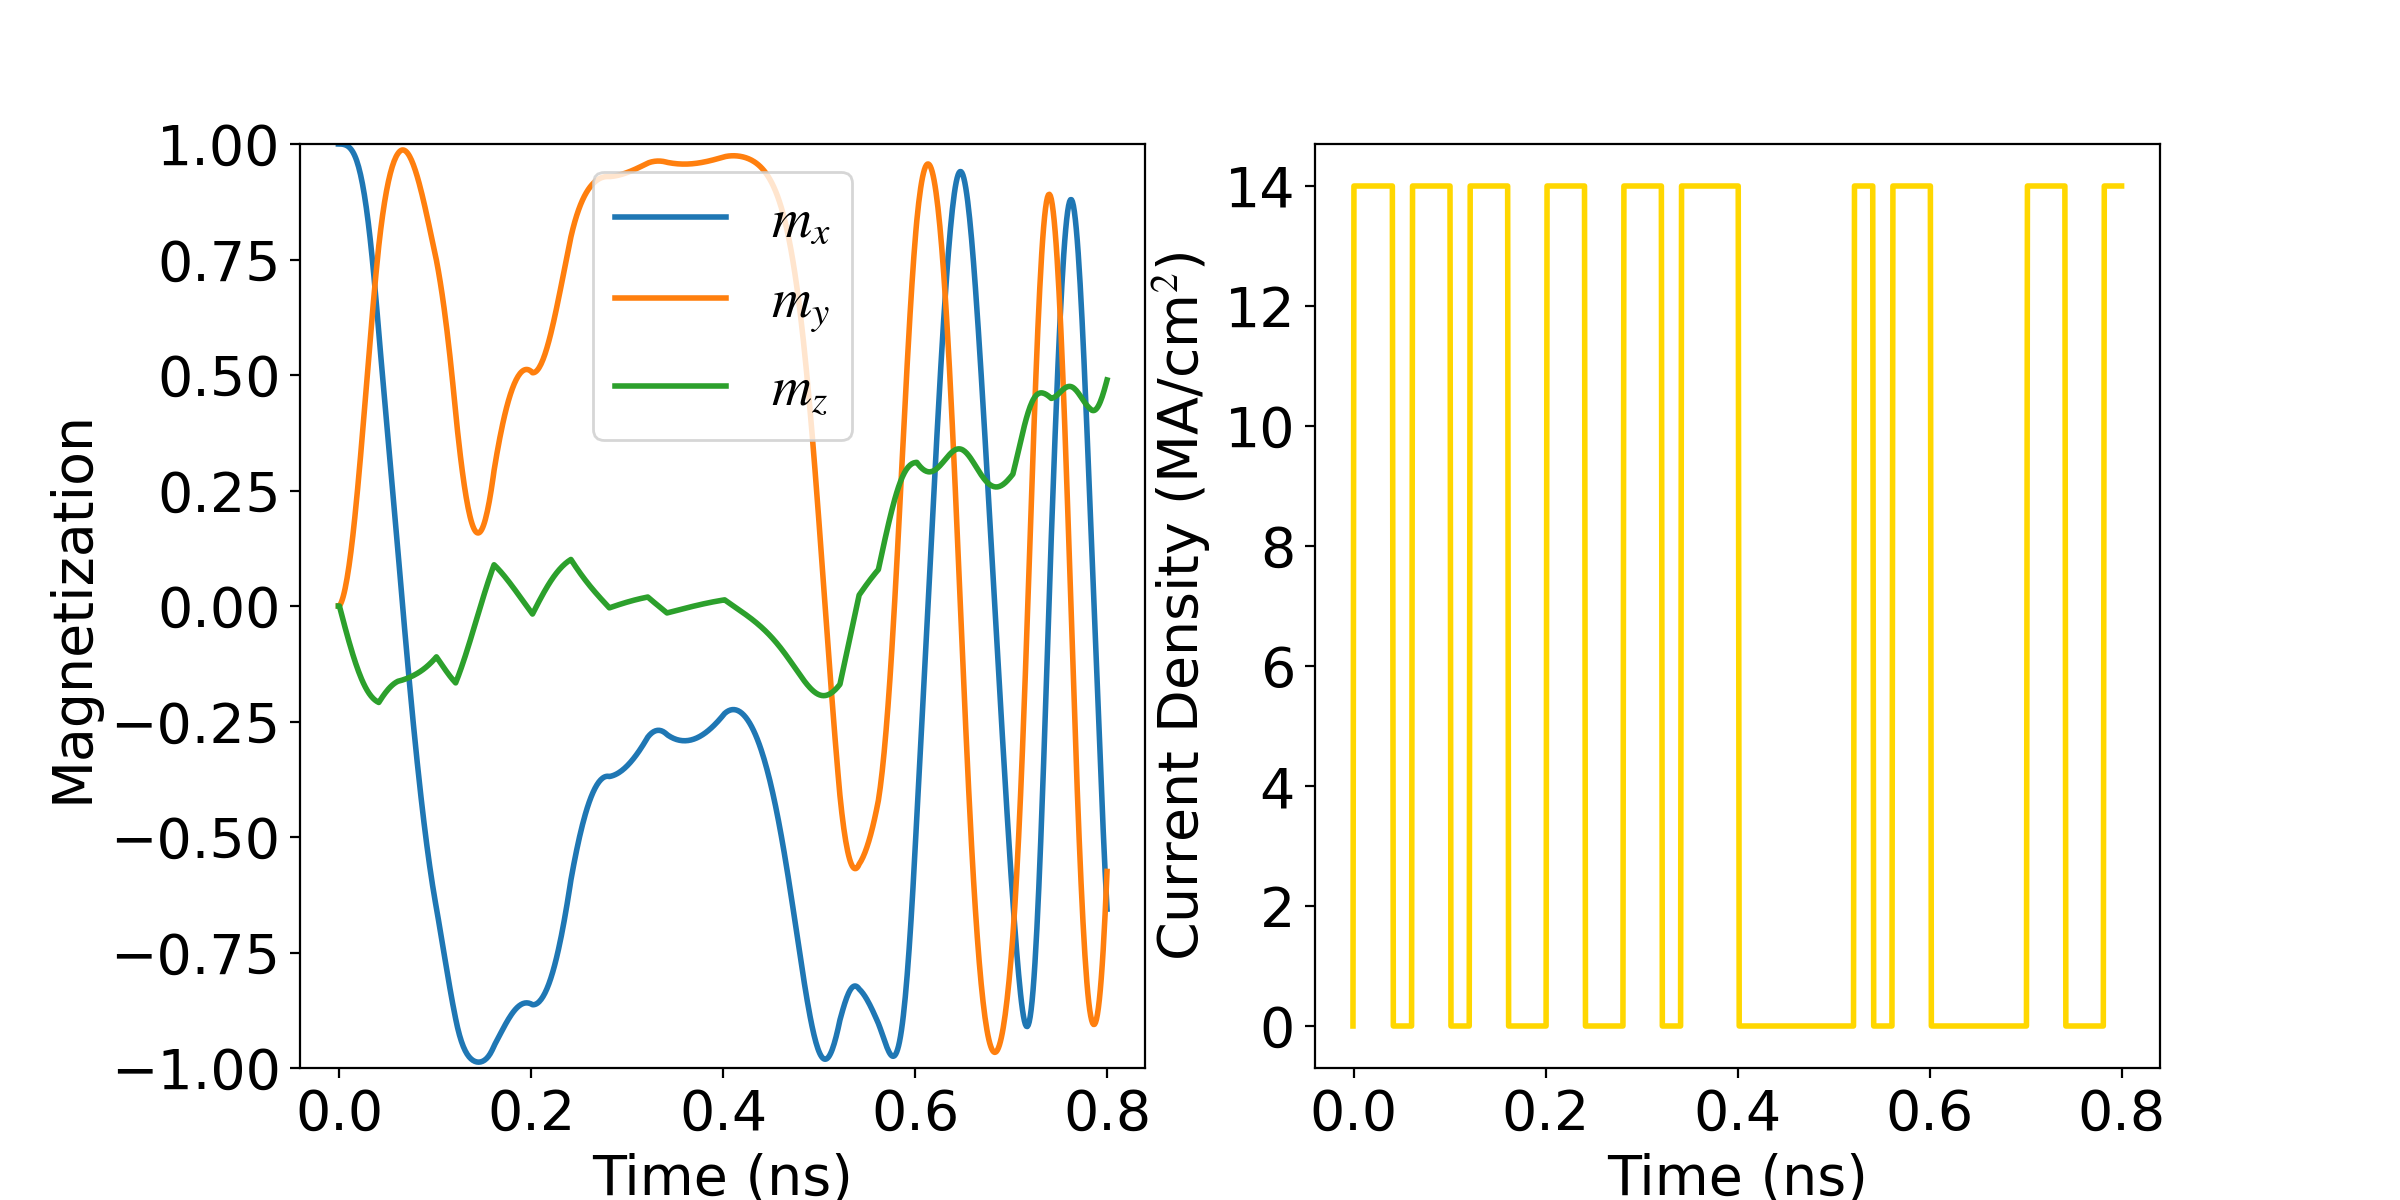 Magnetization
1.00
0.75
0.50
0.25
0.00
−0.25
−0.50
−0.75
−1.00
0.0 0.2 0.4 0.6 0.8
Time (ns)
m_x
m_y
m_z
Current Density (MA/cm²)
14
12
10
8
6
4
2
0
0.0 0.2 0.4 0.6 0.8
Time (ns)